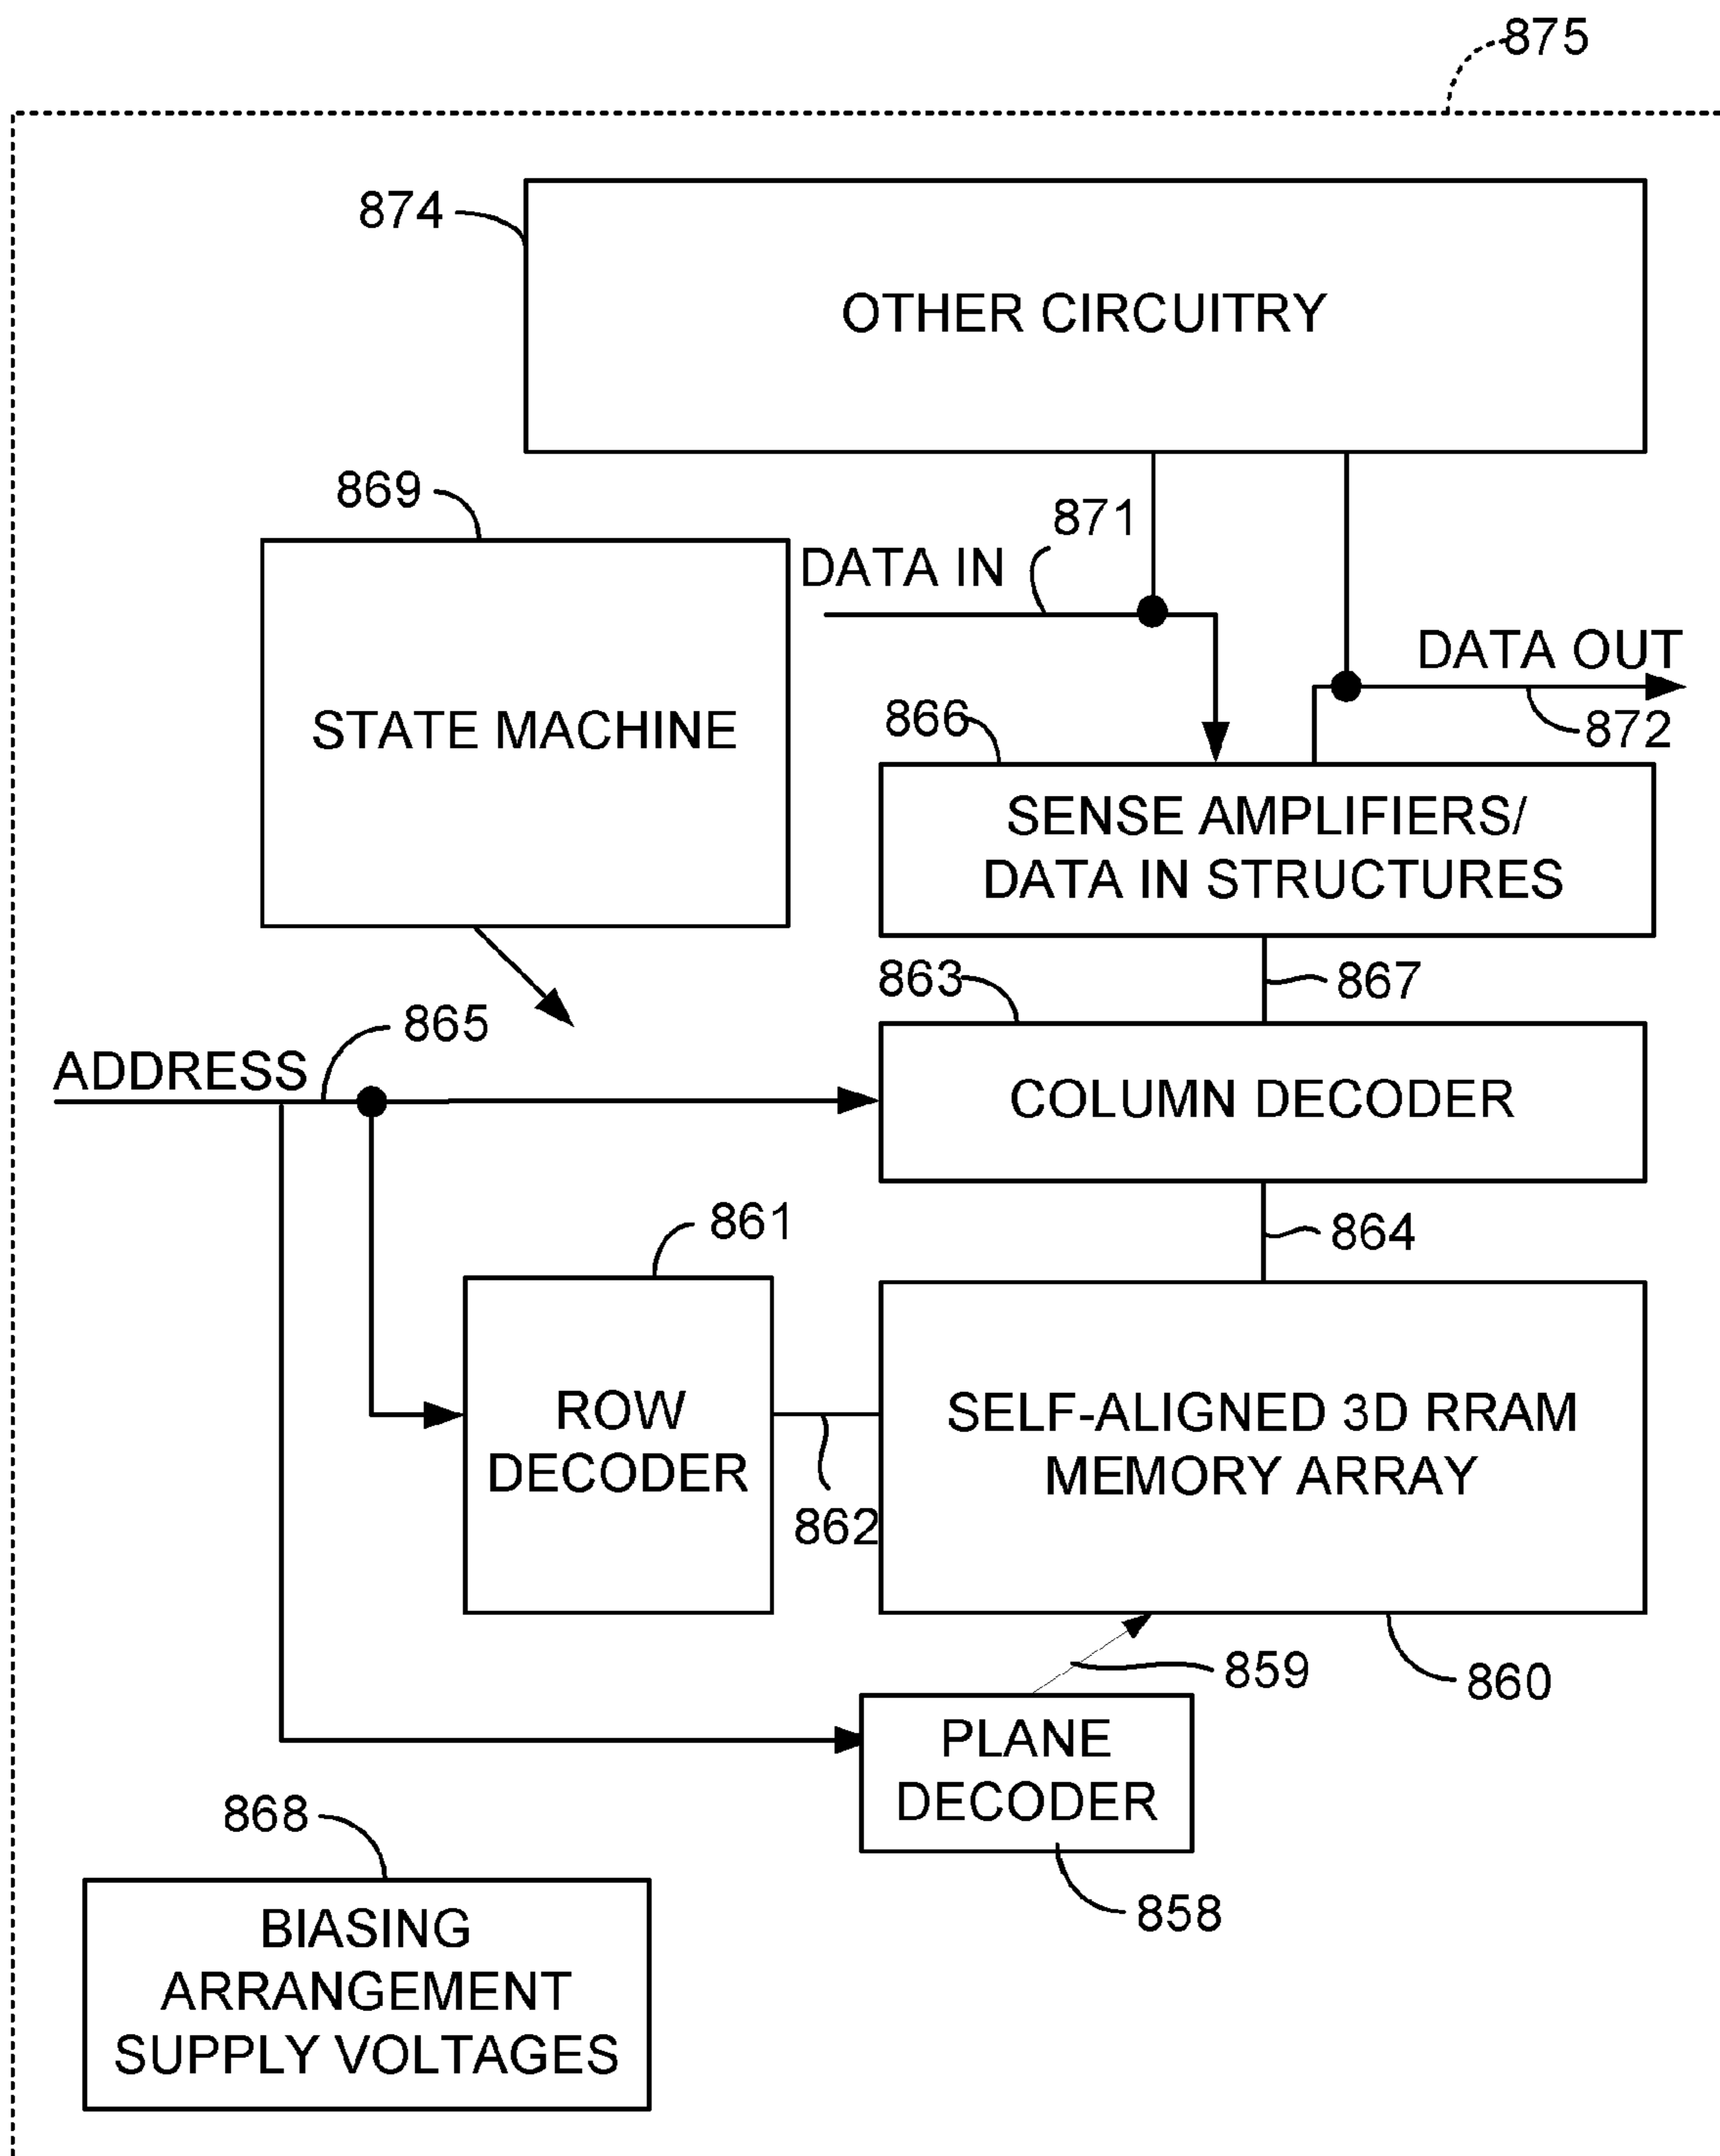 875
874
OTHER CIRCUITRY
869
871
DATA IN
DATA OUT
872
STATE MACHINE
866
SENSE AMPLIFIERS/
DATA IN STRUCTURES
863
867
865
ADDRESS
COLUMN DECODER
861
864
ROW
DECODER
862
SELF-ALIGNED 3D RRAM
MEMORY ARRAY
859
860
PLANE
DECODER
858
868
BIASING
ARRANGEMENT
SUPPLY VOLTAGES